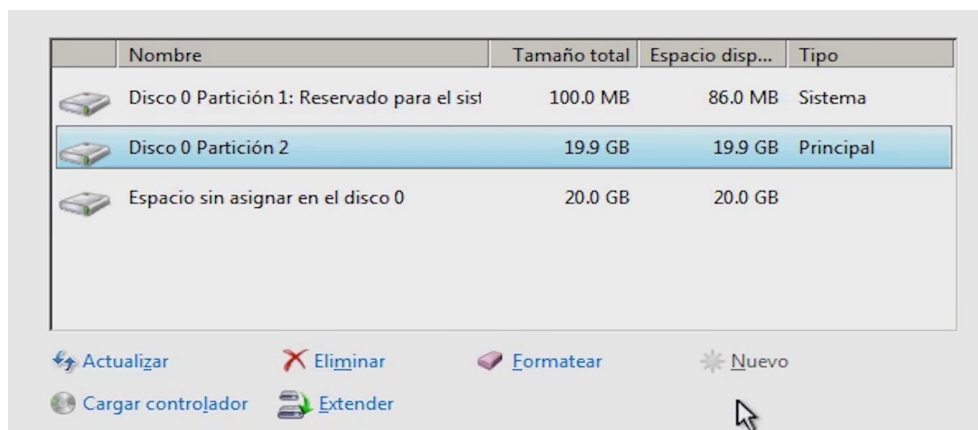 Nombre Tamaño total Espacio disp... Tipo
Disco 0 Partición 1: Reservado para el sist 100.0 MB 86.0 MB Sistema
Disco 0 Partición 2 19.9 GB 19.9 GB Principal
Espacio sin asignar en el disco 0 20.0 GB 20.0 GB
Actualizar Eliminar Formatear Nuevo
Cargar controlador Extender